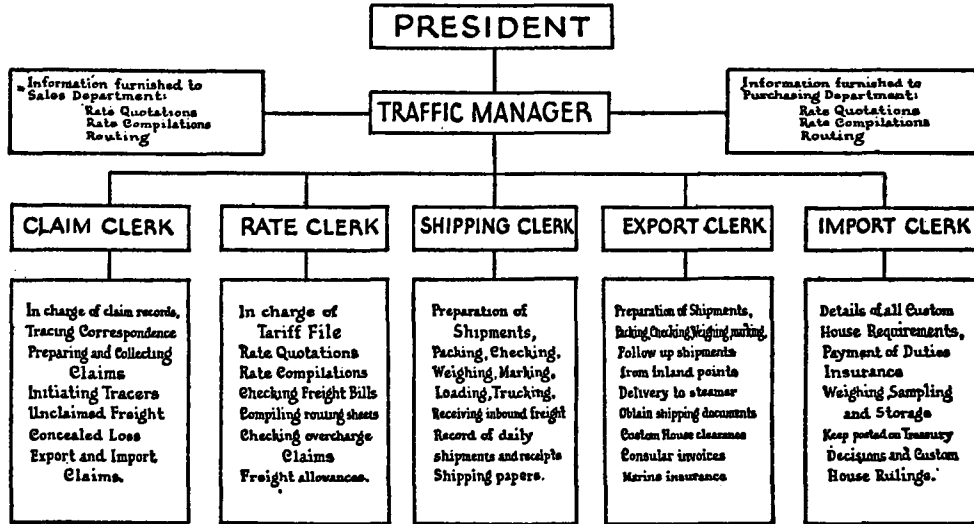 PRESIDENT
Information furnished to
Sales Department:
Rate Quotations
Rate Compilations
Routing
TRAFFIC MANAGER
Information furnished to
Purchasing Department:
Rate Quotations
Rate Compilations
Routing
CLAIM CLERK
RATE CLERK
SHIPPING CLERK
EXPORT CLERK
IMPORT CLERK
In charge of claim records,
Tracing Correspondence
Preparing and Collecting
Claims
Initiating Tracers
Unclaimed Freight
Concealed Loss
Export and Import
Claims.
In charge of
Tariff File
Rate Quotations
Rate Compilations
Checking Freight Bills
Compiling routing sheets
Checking overcharge
Claims
Freight allowances.
Preparation of
Shipments,
Packing, Checking,
Weighing, Marking,
Loading, Trucking,
Receiving inbound freight
Record of daily
shipments and receipts
Shipping papers.
Preparation of Shipments,
Packing, Checking, Weighing, marking,
Follow up shipments
from inland points
Delivery to steamer
Obtain shipping documents
Custom House clearance
Consular invoices
Marine insurance
Details of all Custom
House Requirements,
Payment of Duties
Insurance
Weighing, Sampling
and Storage
Keep posted on Treasury
Decisions and Custom
House Rulings.